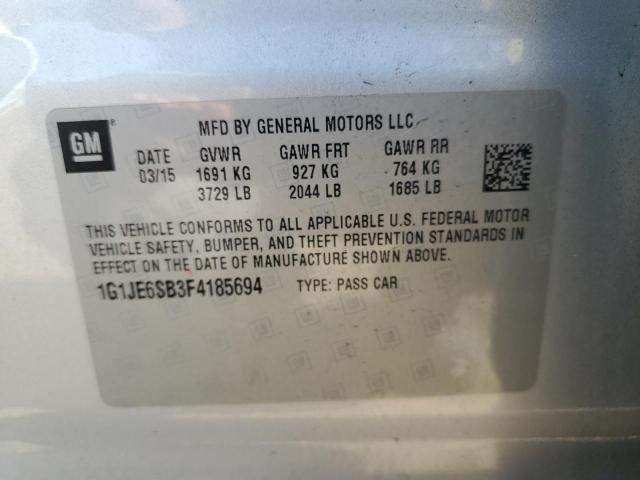 GM®
MFD BY GENERAL MOTORS LLC
DATE GVWR GAWR FRT GAWR RR
03/15 1691 KG 927 KG 764 KG
3729 LB 2044 LB 1685 LB
THIS VEHICLE CONFORMS TO ALL APPLICABLE U.S. FEDERAL MOTOR
VEHICLE SAFETY, BUMPER, AND THEFT PREVENTION STANDARDS IN
EFFECT ON THE DATE OF MANUFACTURE SHOWN ABOVE.
1G1JE6SB3F4185694 TYPE: PASS CAR